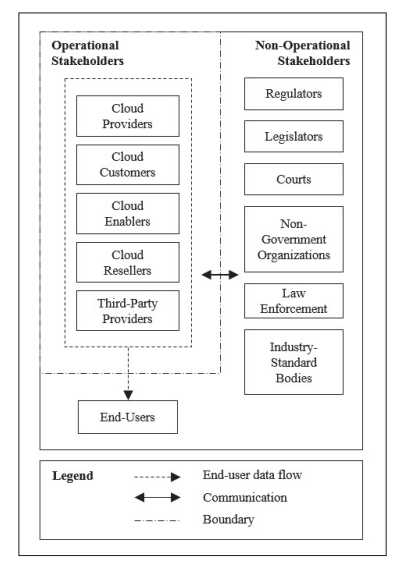 Operational
Stakeholders
Cloud
Providers
Cloud
Customers
Cloud
Enablers
Cloud
Resellers
Third-Party
Providers
End-Users
Non-Operational
Stakeholders
Regulators
Legislators
Courts
Non-
Government
Organizations
Law
Enforcement
Industry-
Standard
Bodies
Legend
End-user data flow
Communication
Boundary